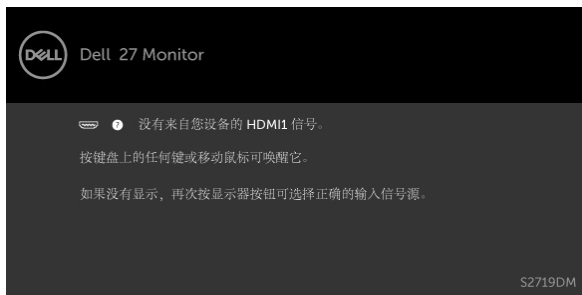 DELL Dell 27 Monitor
没有来自您设备的 HDMI1 信号。
按键盘上的任何键或移动鼠标可唤醒它。
如果没有显示，再次按显示器按钮可选择正确的输入信号源。
S2719DM